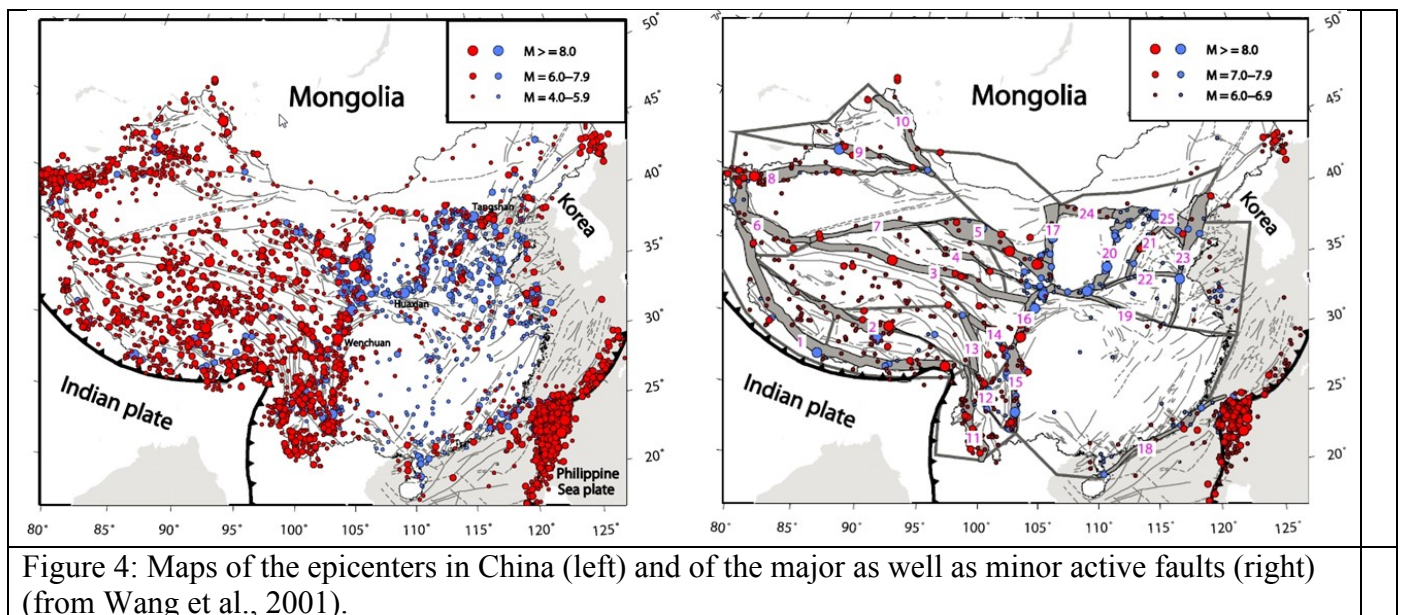 M >= 8.0
M = 6.0–7.9
M = 4.0–5.9
Mongolia
Tangshan
Huaxian
Wenchuan
Korea
Indian plate
Philippine
Sea plate
50°
45°
40°
35°
30°
25°
20°
80° 85° 90° 95° 100° 105° 110° 115° 120° 125°
M >= 8.0
M = 7.0–7.9
M = 6.0–6.9
Mongolia
Korea
Indian plate
10
9
8
7
6
5
4
3
2
1
24
25
17
21
20
23
22
19
16
14
13
15
12
11
18
50°
45°
40°
35°
30°
25°
20°
80° 85° 90° 95° 100° 105° 110° 115° 120° 125°
Figure 4: Maps of the epicenters in China (left) and of the major as well as minor active faults (right)
(from Wang et al., 2001).